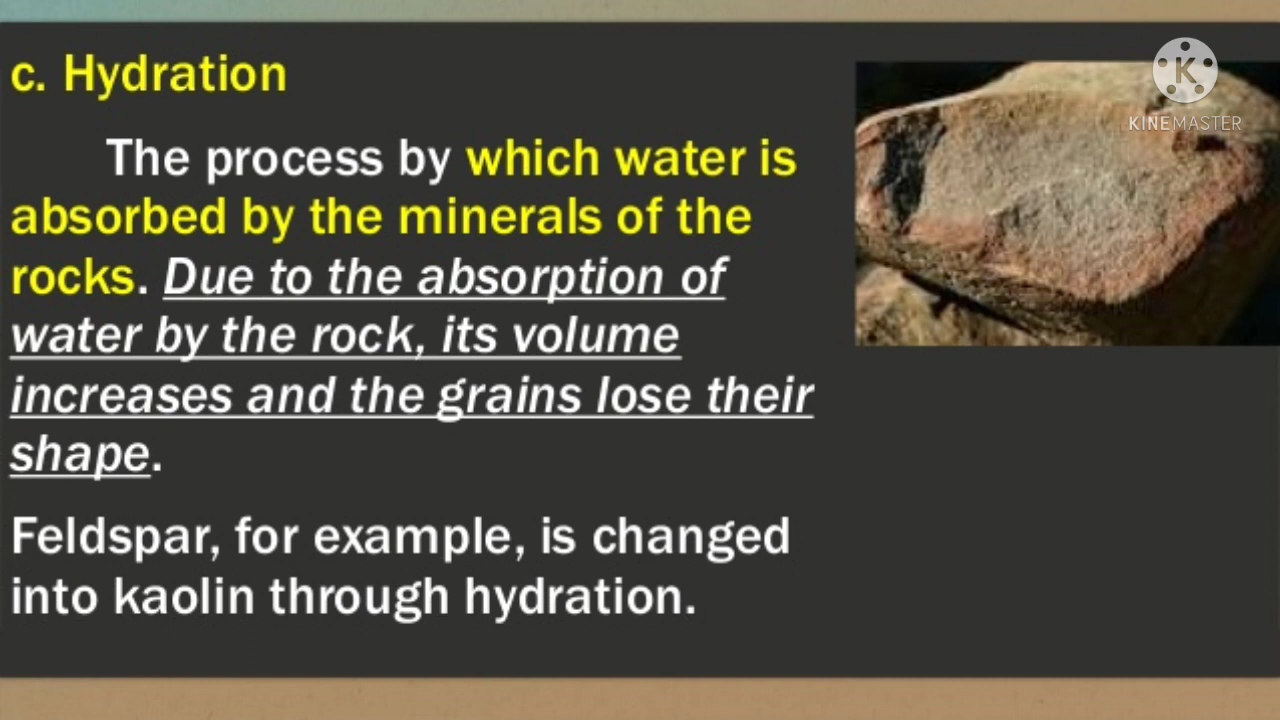 c. Hydration
The process by which water is
absorbed by the minerals of the
rocks. Due to the absorption of
water by the rock, its volume
increases and the grains lose their
shape.
Feldspar, for example, is changed
into kaolin through hydration.
K
KINEMASTER